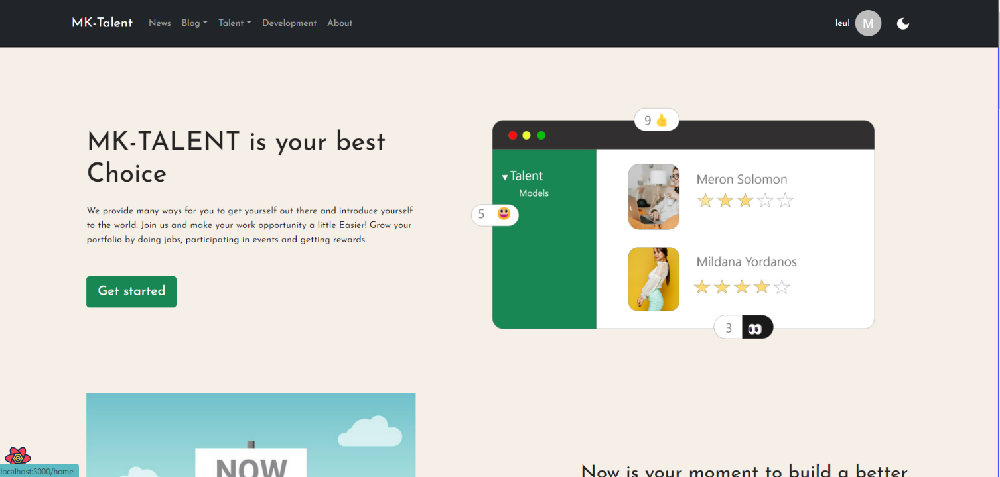 MK-Talent News Blog Talent Development About leul M
9
MK-TALENT is your best
Choice
Talent
Models
Meron Solomon
5
We provide many ways for you to get yourself out there and introduce yourself
to the world. Join us and make your work opportunity a little Easier! Grow your
portfolio by doing jobs, participating in events and getting rewards.
Mildana Yordanos
Get started
3
NOW
Now is your moment to build a better
localhost:3000/home